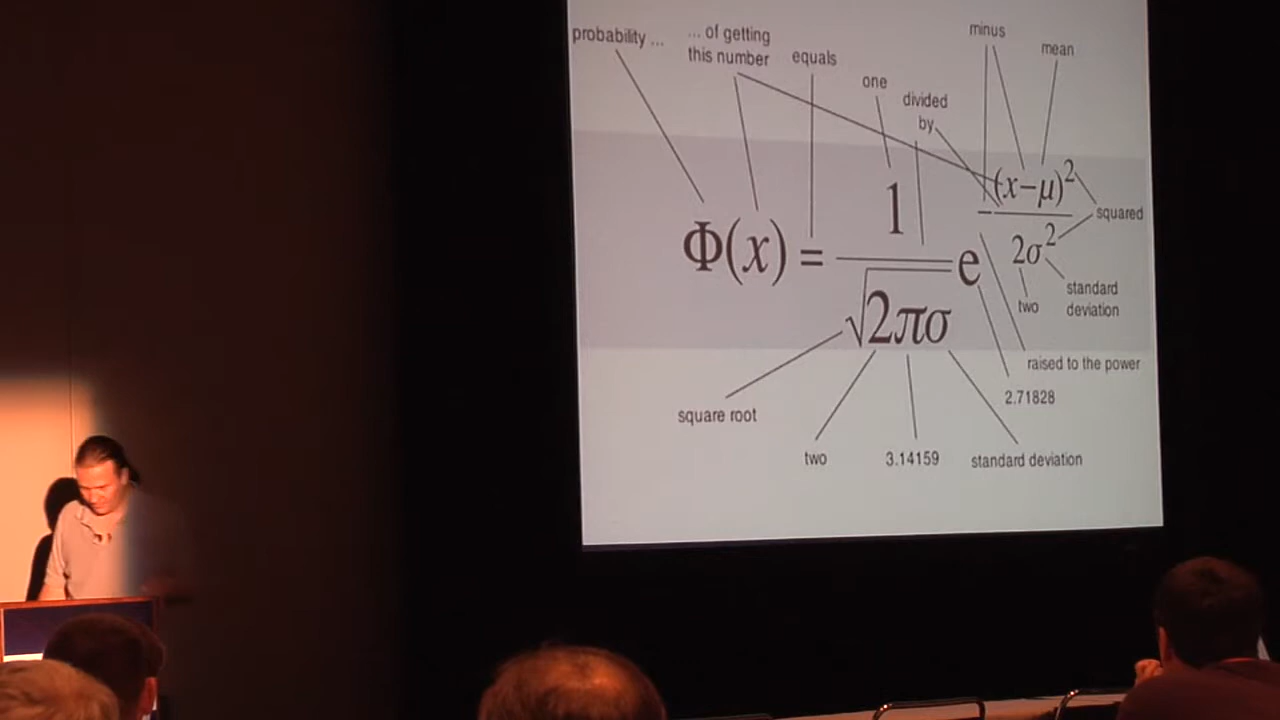 minus
probability ...
... of getting
this number
equals
mean
one
divided
by
Φ(x) = 1 / √2πσ e −(x−μ)² / 2σ²
squared
standard
deviation
two
raised to the power
2.71828
square root
two
3.14159
standard deviation